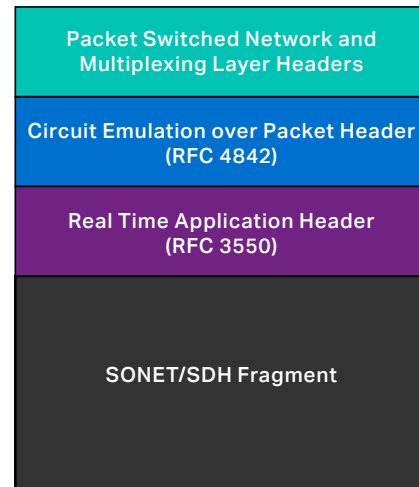 Packet Switched Network and
Multiplexing Layer Headers
Circuit Emulation over Packet Header
(RFC 4842)
Real Time Application Header
(RFC 3550)
SONET/SDH Fragment